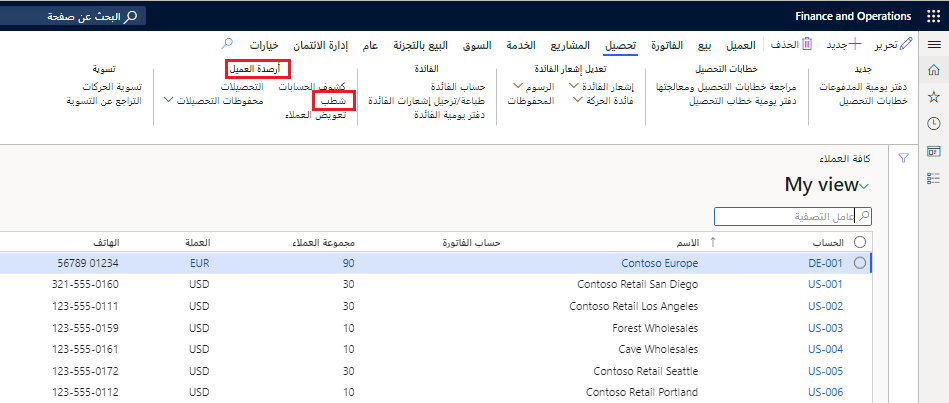 Finance and Operations
البحث عن صفحة
تحرير جديد الحذف العميل بيع الفاتورة تحصيل المشاريع الخدمة السوق البيع بالتجزئة عام إدارة الائتمان خيارات
جديد
دفتر يومية المدفوعات
خطابات التحصيل
خطابات التحصيل
مراجعة خطابات التحصيل ومعالجتها
دفتر يومية خطاب التحصيل
تعديل إشعار الفائدة
إشعار الفائدة
فائدة الحركة
الرسوم
المحفوظات
الفائدة
حساب الفائدة
طباعة/ترحيل إشعارات الفائدة
دفتر يومية الفائدة
أرصدة العميل
كشوف الحسابات
شطب
تعويض العملاء
التحصيلات
محفوظات التحصيلات
تسوية
تسوية الحركات
التراجع عن التسوية
كافة العملاء
My view
عامل التصفية
الحساب الاسم حساب الفاتورة مجموعة العملاء العملة الهاتف
DE-001 Contoso Europe 90 EUR 56789 01234
US-001 Contoso Retail San Diego 30 USD 321-555-0160
US-002 Contoso Retail Los Angeles 30 USD 123-555-0111
US-003 Forest Wholesales 10 USD 123-555-0159
US-004 Cave Wholesales 10 USD 123-555-0161
US-005 Contoso Retail Seattle 30 USD 123-555-0172
US-006 Contoso Retail Portland 10 USD 123-555-0112